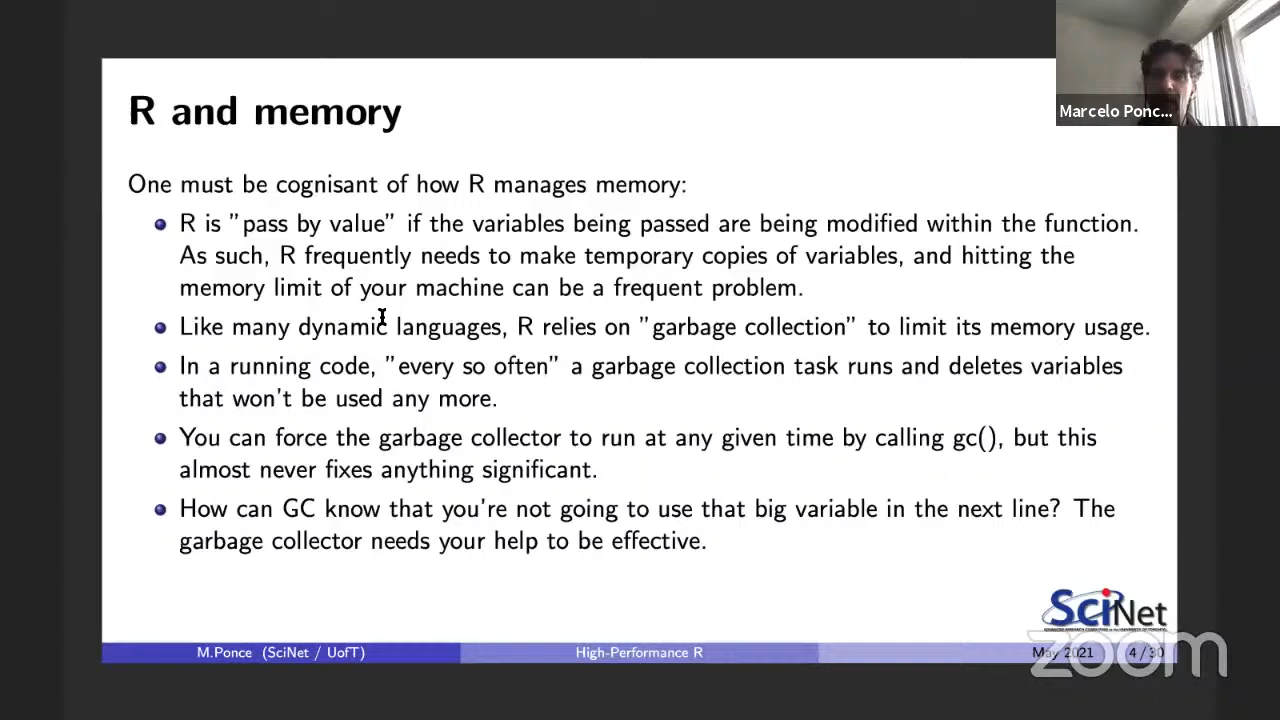 R and memory
Marcelo Ponc...
One must be cognisant of how R manages memory:
R is "pass by value" if the variables being passed are being modified within the function.
As such, R frequently needs to make temporary copies of variables, and hitting the
memory limit of your machine can be a frequent problem.
Like many dynamic languages, R relies on "garbage collection" to limit its memory usage.
In a running code, "every so often" a garbage collection task runs and deletes variables
that won't be used any more.
You can force the garbage collector to run at any given time by calling gc(), but this
almost never fixes anything significant.
How can GC know that you're not going to use that big variable in the next line? The
garbage collector needs your help to be effective.
SciNet
M.Ponce (SciNet / UofT)
High-Performance R
May 2021
4 / 30
zoom